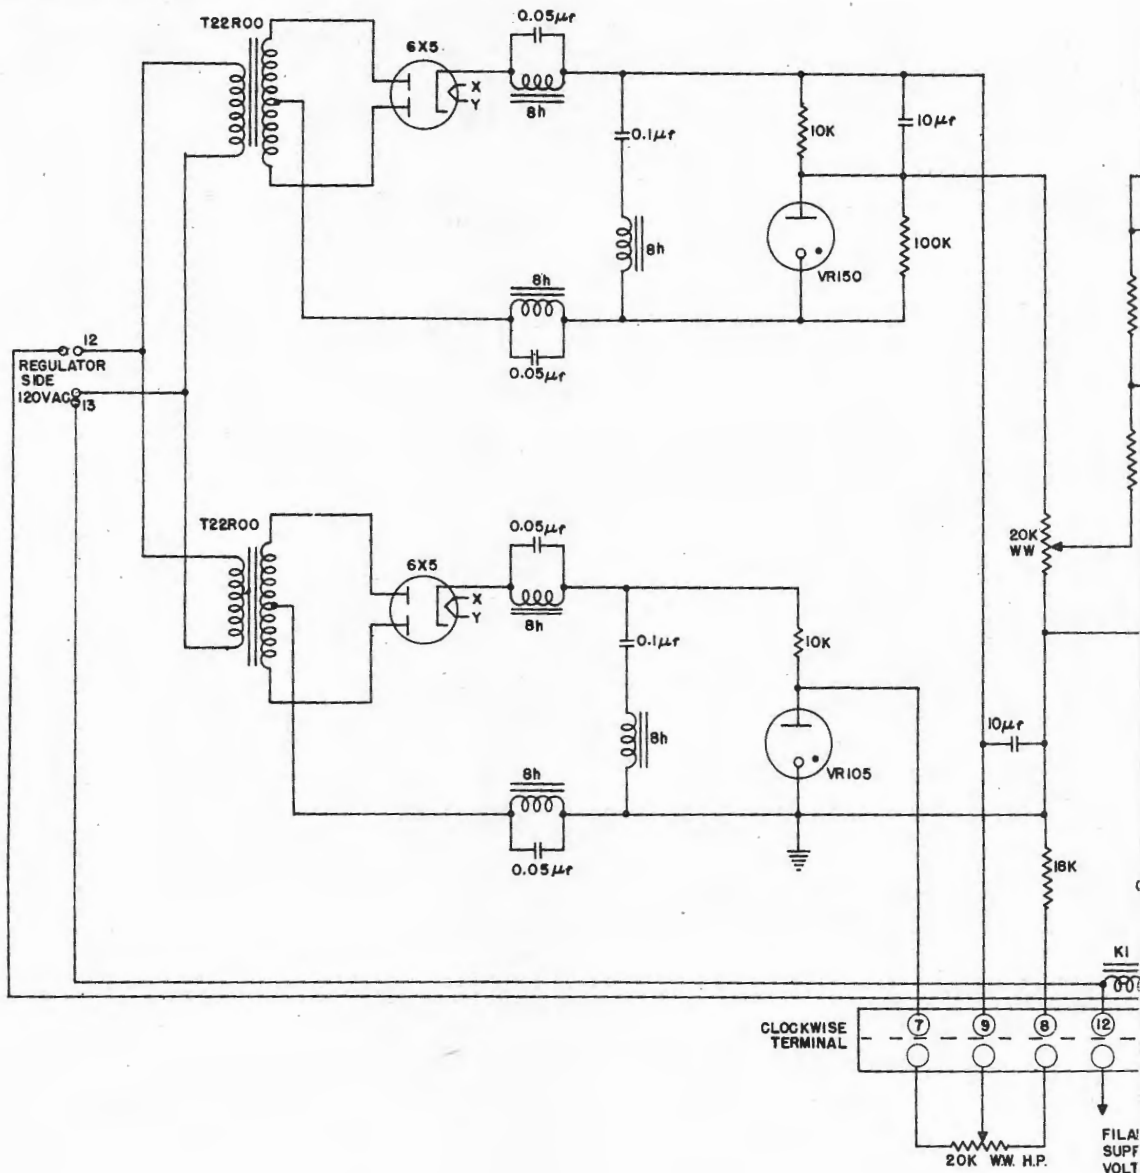 0.05μf
T22R00
6X5
X
Y
8h
0.1μf
10K
10μf
8h
VR150
100K
8h
0.05μf
12
REGULATOR
SIDE
120VAC
13
T22R00
0.05μf
6X5
X
Y
8h
20K
WW
0.1μf
10K
8h
10μf
VR105
8h
0.05μf
18K
K1
CLOCKWISE
TERMINAL
7
9
8
12
20K W.W. H.P.